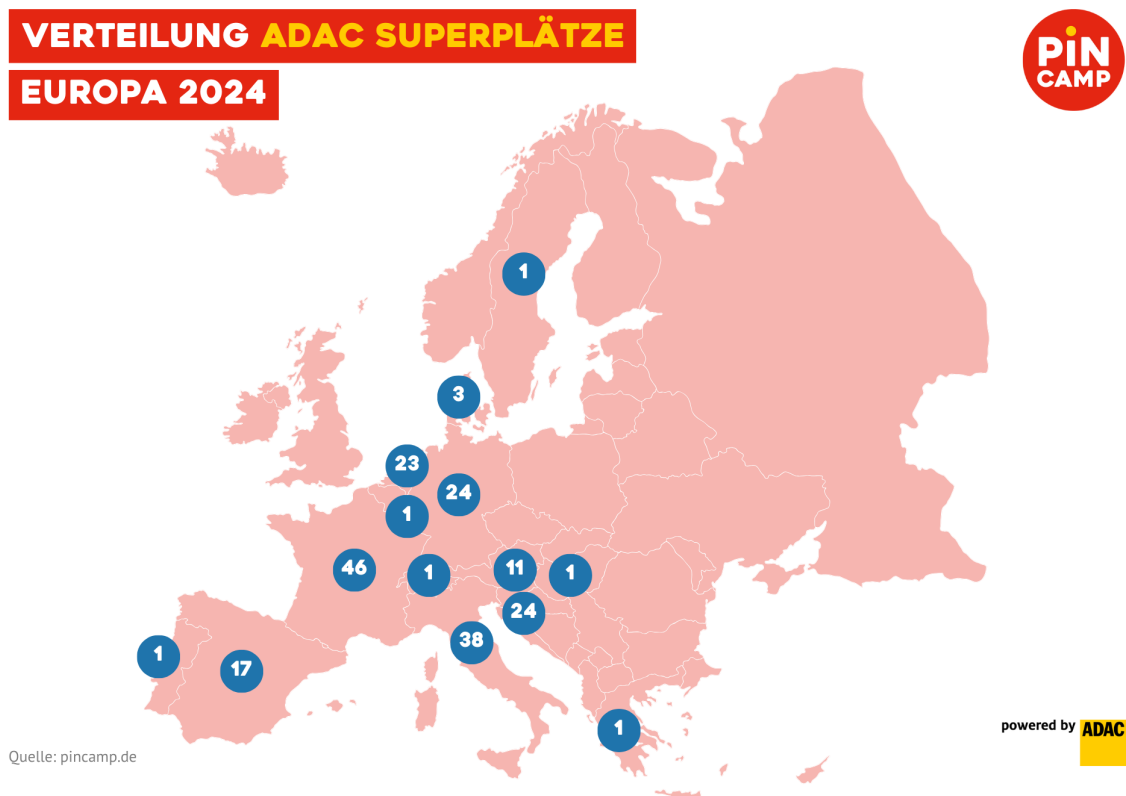 VERTEILUNG ADAC SUPERPLÄTZE
EUROPA 2024
PiN
CAMP
1
3
23
24
1
46
1
11
1
24
38
1
17
1
powered by ADAC
Quelle: pincamp.de